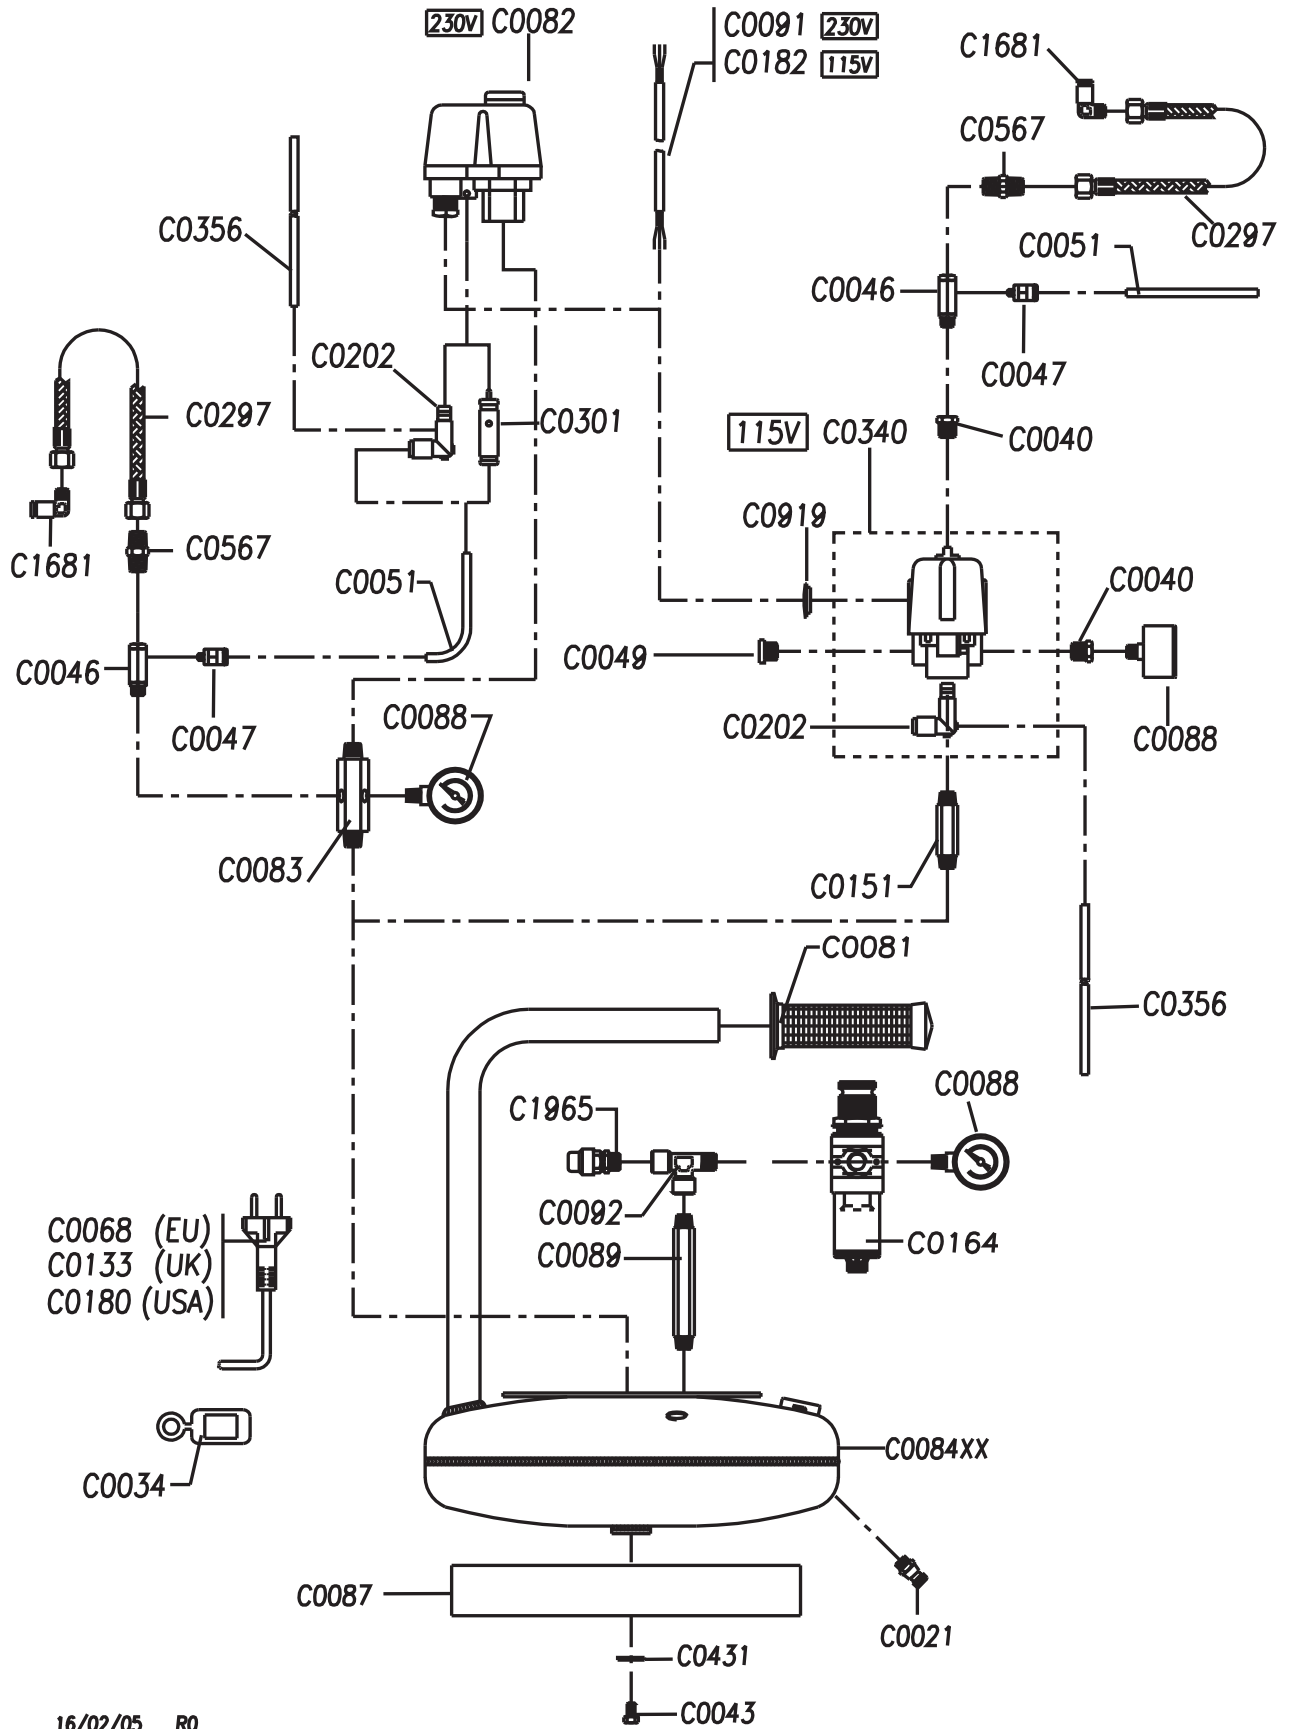 230V C0082
C0091 230V
C0182 115V
C1681
C0567
C0297
C0356
C0051
C0046
C0047
C0202
C0297
C0301
115V C0340
C0040
C0919
C1681
C0567
C0051
C0040
C0046
C0049
C0047
C0088
C0202
C0088
C0083
C0151
C0081
C0356
C0088
C1965
C0092
C0089
C0164
C0068 (EU)
C0133 (UK)
C0180 (USA)
C0034
C0084XX
C0087
C0021
C0431
C0043
16/02/05 R0